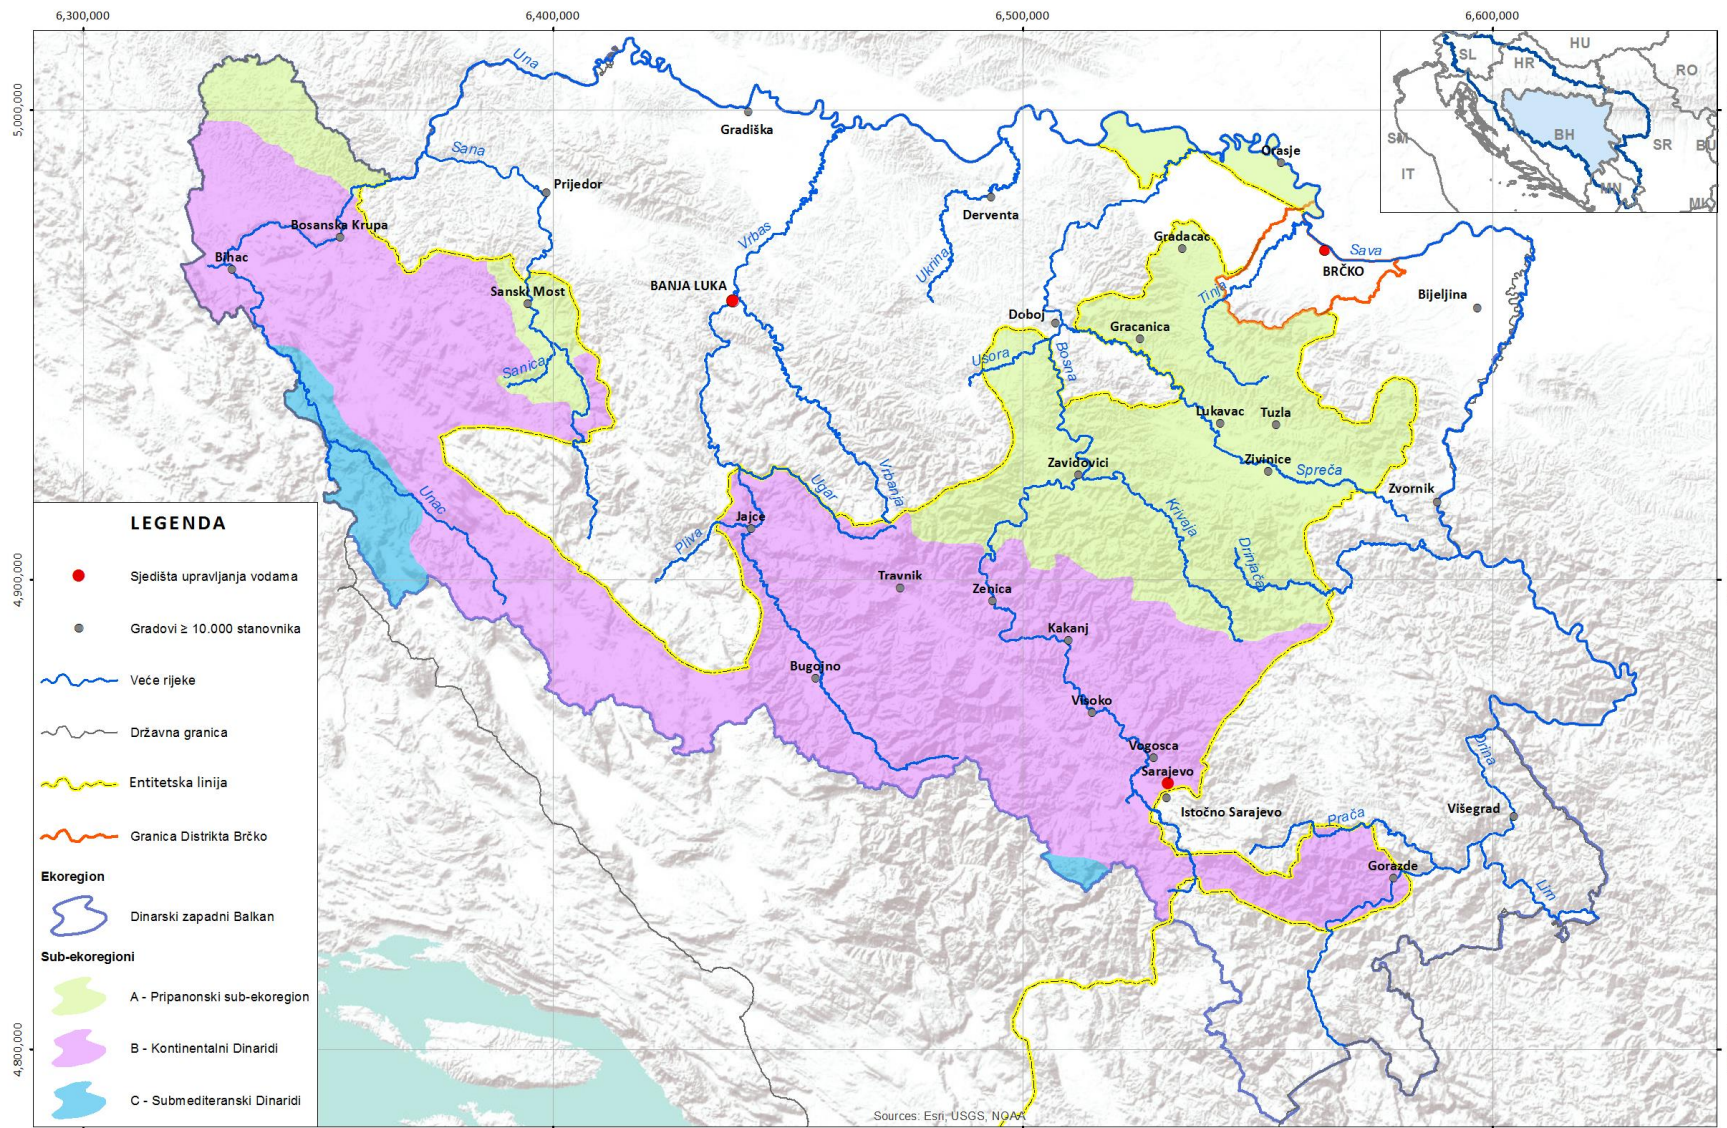 6,300,000
6,400,000
6,500,000
6,600,000
5,000,000
4,900,000
4,800,000
SL
HU
HR
RO
BH
SM
SR
BU
IT
MN
MK
Una
Gradiška
Sana
Prijedor
Orasje
Derventa
Bosanska Krupa
Vrbas
Gradacac
Sava
Bihac
Ukrina
BRČKO
BANJA LUKA
Sanski Most
Tinja
Bijeljina
Doboj
Gracanica
Usora
Bosna
Sanica
Lukavac
Tuzla
Zavidovici
Zivinice
Spreča
Ugar
Vrbanja
Zvornik
Unac
Jajce
Krivaja
Pliva
Drinjača
Travnik
Zenica
Kakanj
Bugojno
Visoko
Vogosca
Drina
Sarajevo
Istočno Sarajevo
Višegrad
Prača
Gorazde
Lim
LEGENDA
Sjedišta upravljanja vodama
Gradovi ≥ 10.000 stanovnika
Veće rijeke
Državna granica
Entitetska linija
Granica Distrikta Brčko
Ekoregion
Dinarski zapadni Balkan
Sub-ekoregioni
A - Pripanonski sub-ekoregion
B - Kontinentalni Dinaridi
C - Submediteranski Dinaridi
Sources: Esri, USGS, NOAA